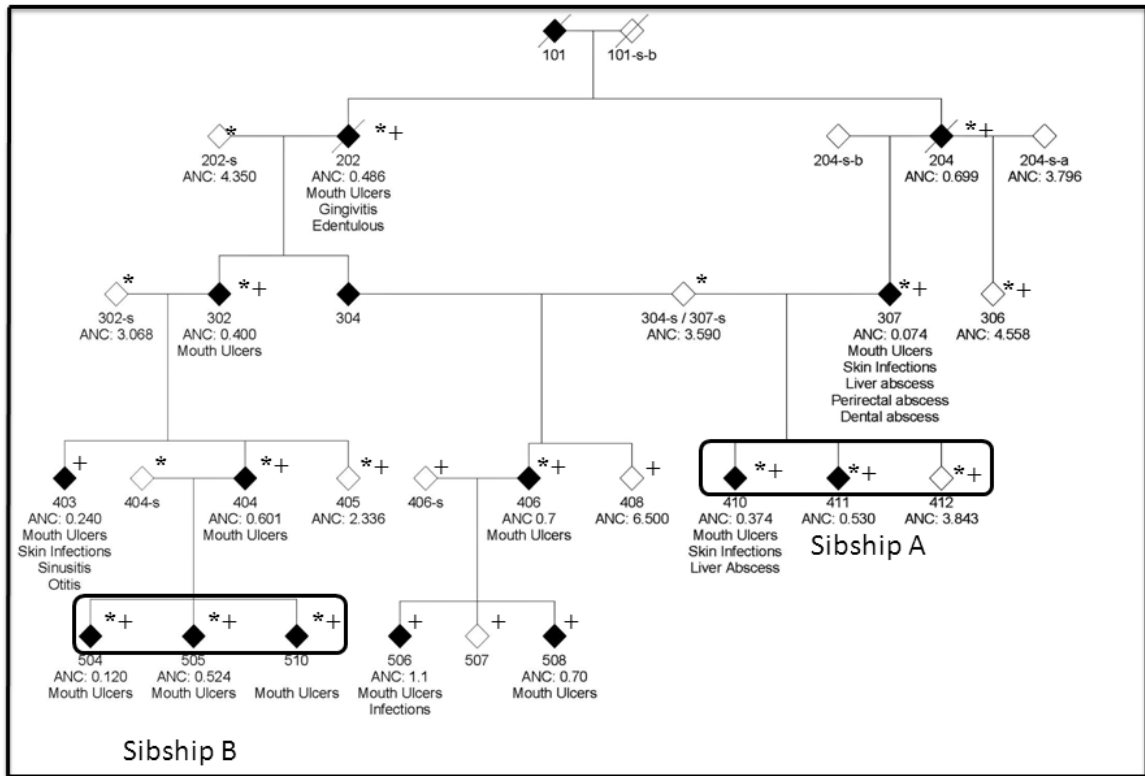 101 101-s-b
* *+ *+
202-s 202 204-s-b 204 204-s-a
ANC: 4.350 ANC: 0.486 ANC: 0.699 ANC: 3.796
Mouth Ulcers
Gingivitis
Edentulous
* *+ * *+ *+
302-s 302 304 304-s / 307-s 307 306
ANC: 3.068 ANC: 0.400 ANC: 3.590 ANC: 0.074 ANC: 4.558
Mouth Ulcers Mouth Ulcers
Skin Infections
Liver abscess
Perirectal abscess
Dental abscess
+ * *+ *+ + *+ + *+ *+ *+
403 404-s 404 405 406-s 406 408 410 411 412
ANC: 0.240 ANC: 0.601 ANC: 2.336 ANC: 0.7 ANC: 6.500 ANC: 0.374 ANC: 0.530 ANC: 3.843
Mouth Ulcers Mouth Ulcers Mouth Ulcers Mouth Ulcers
Skin Infections Skin Infections
Sinusitis Liver Abscess
Otitis
Sibship A
*+ *+ *+ + + +
504 505 510 506 507 508
ANC: 0.120 ANC: 0.524 ANC: 1.1 ANC: 0.70
Mouth Ulcers Mouth Ulcers Mouth Ulcers Mouth Ulcers Mouth Ulcers
Infections
Sibship B